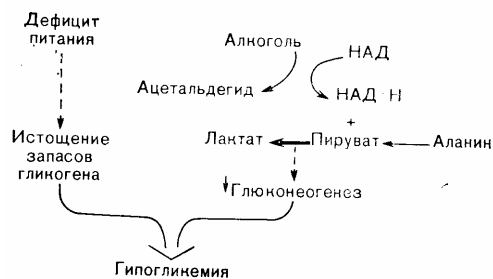 Дефицит
питания
Алкоголь
НАД
Ацетальдегид
НАД·Н
+
Истощение
запасов
гликогена
Лактат
Пируват
Аланин
Глюконеогенез
Гипогликемия